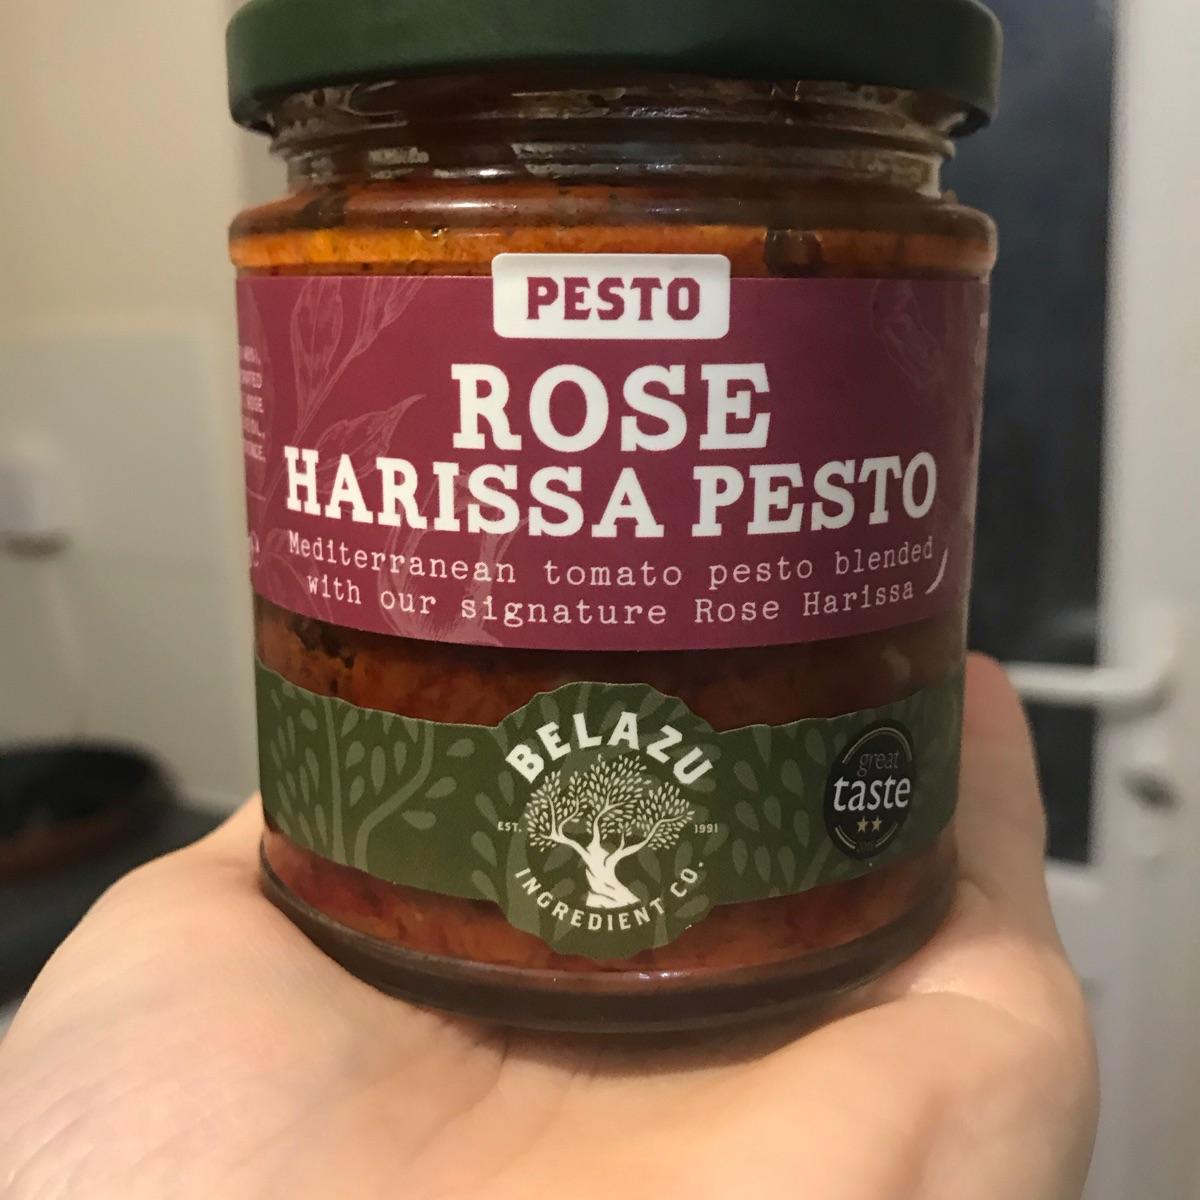 PESTO
ROSE
HARISSA PESTO
Mediterranean tomato pesto blended
with our signature Rose Harissa
BELAZU
EST. 1991
INGREDIENT CO.
great
taste